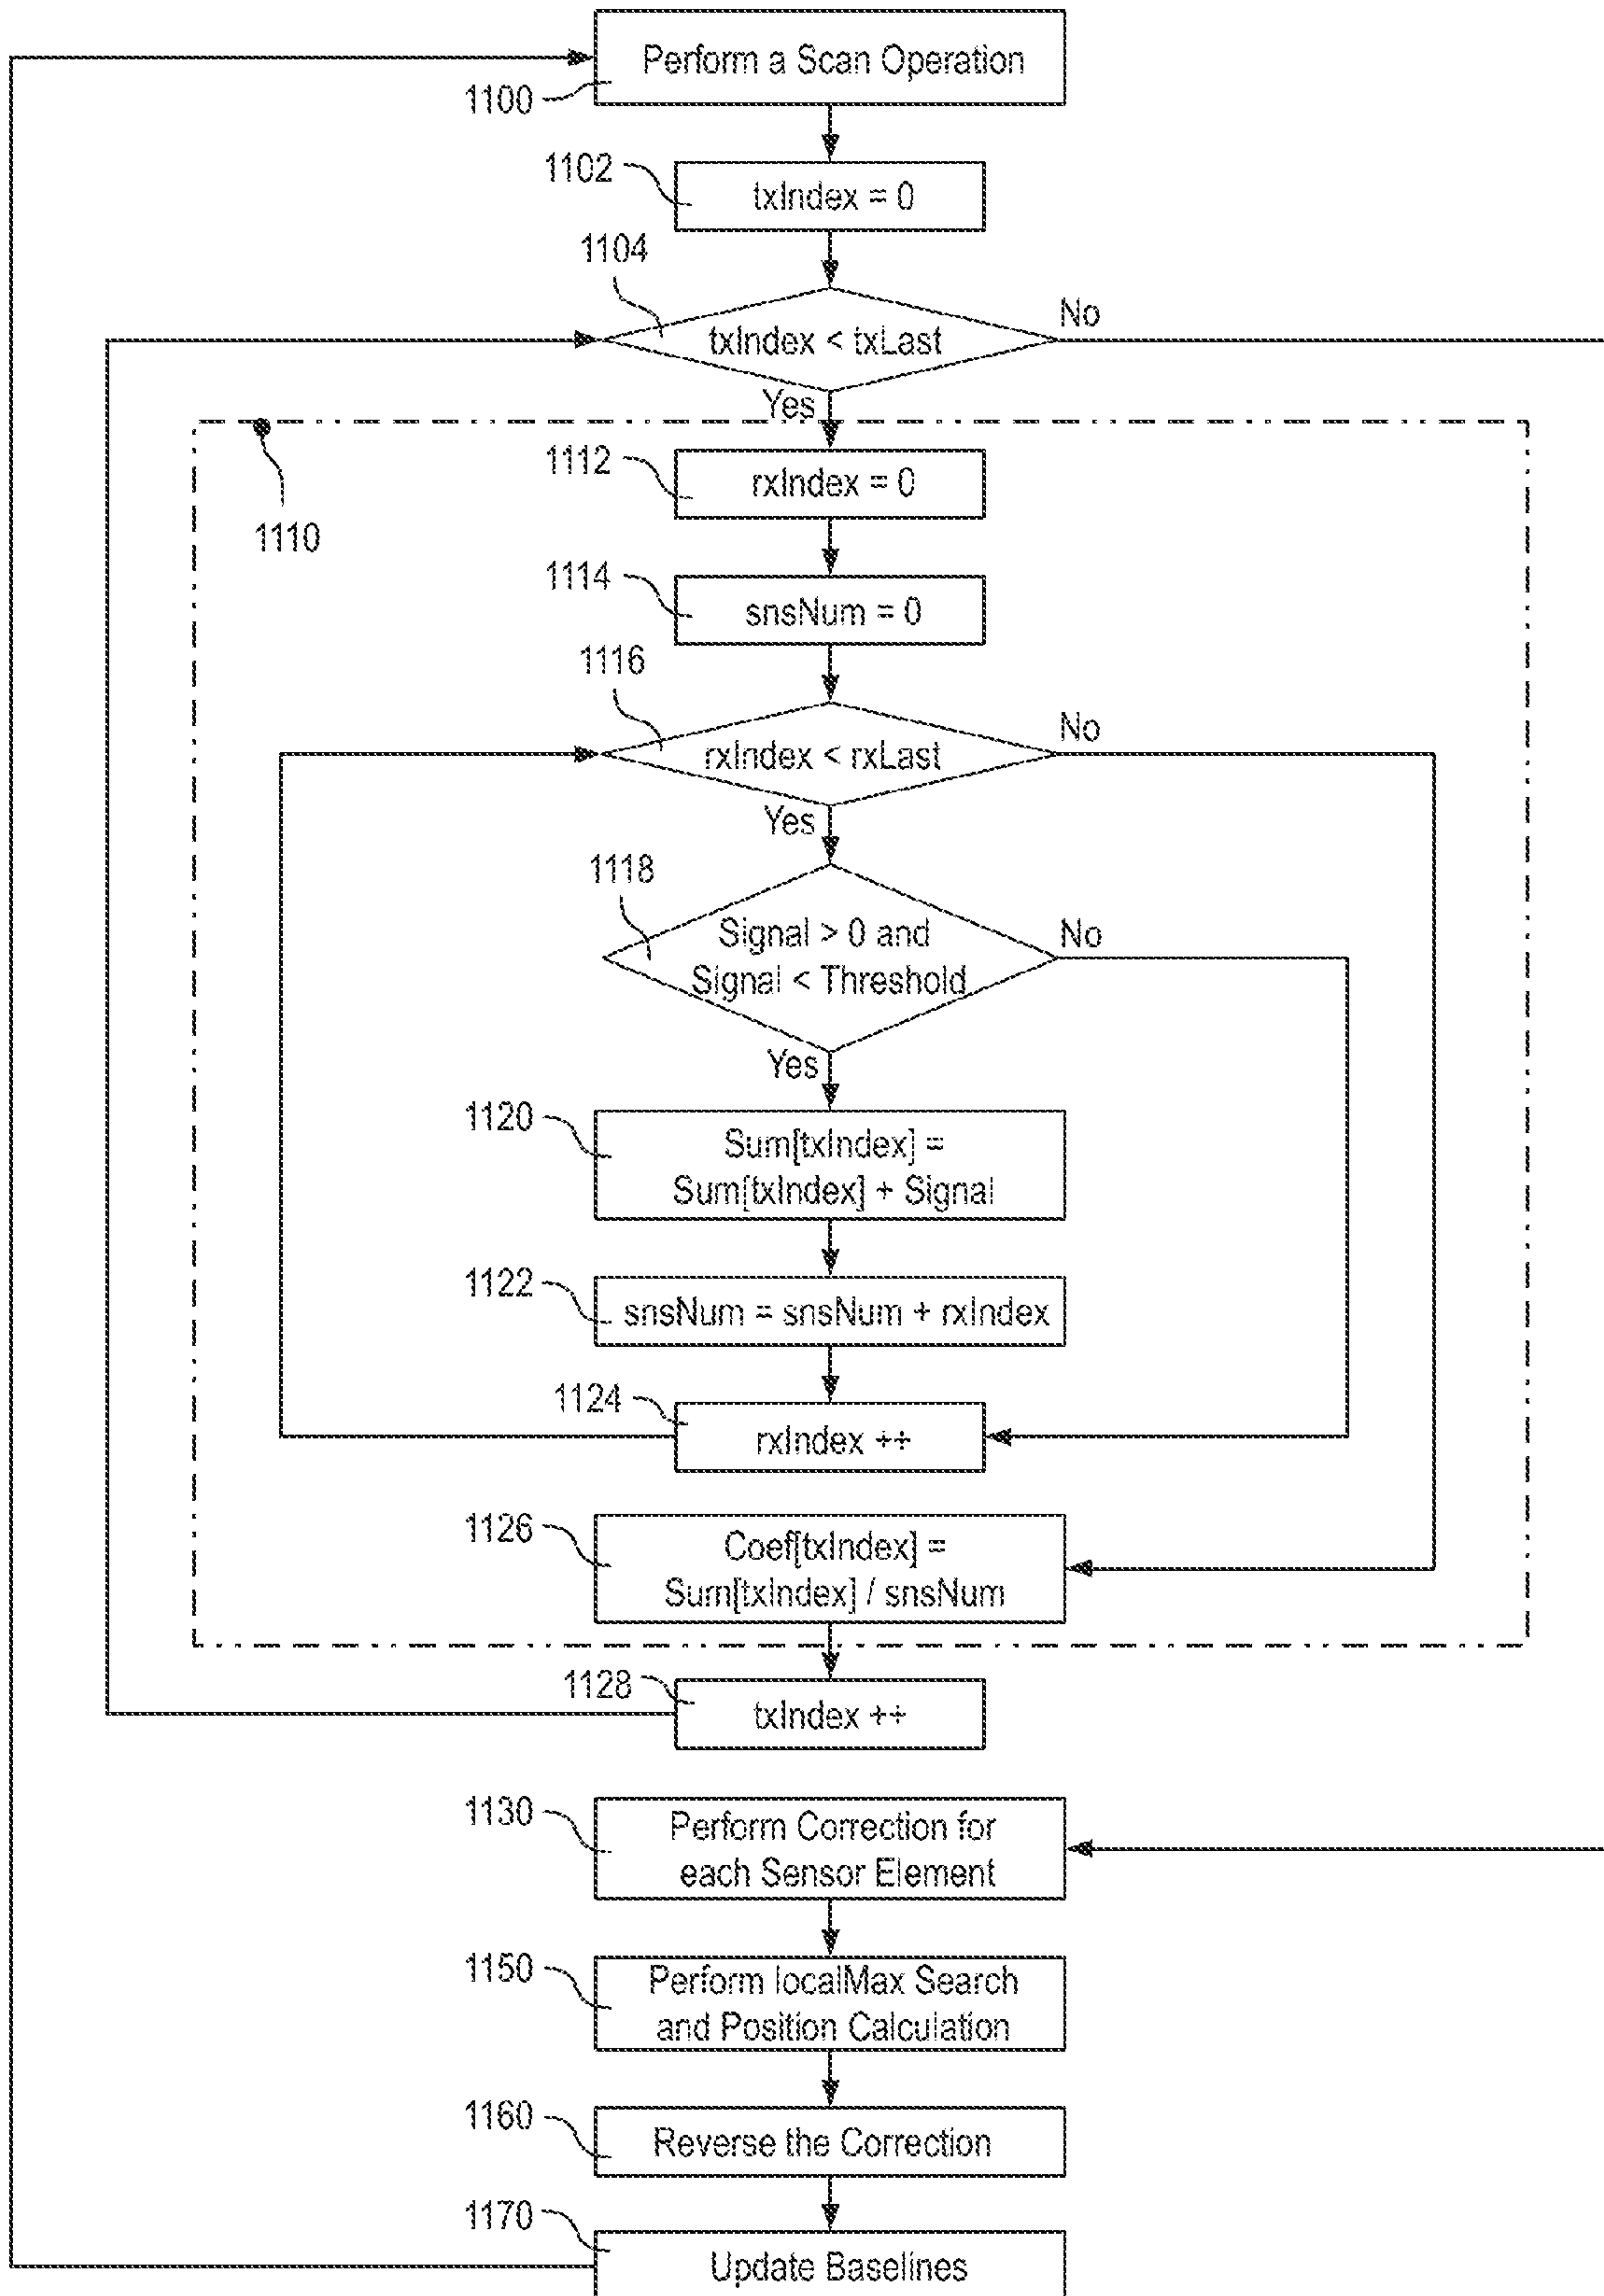 Perform a Scan Operation
1100
1102
txIndex = 0
1104
txIndex < txLast
No
Yes
1110
1112
rxIndex = 0
1114
snsNum = 0
1116
rxIndex < rxLast
No
Yes
1118
Signal > 0 and
Signal < Threshold
No
Yes
1120
Sum[txIndex] =
Sum[txIndex] + Signal
1122
snsNum = snsNum + rxIndex
1124
rxIndex ++
1126
Coef[txIndex] =
Sum[txIndex] / snsNum
1128
txIndex ++
1130
Perform Correction for
each Sensor Element
1150
Perform localMax Search
and Position Calculation
1160
Reverse the Correction
1170
Update Baselines